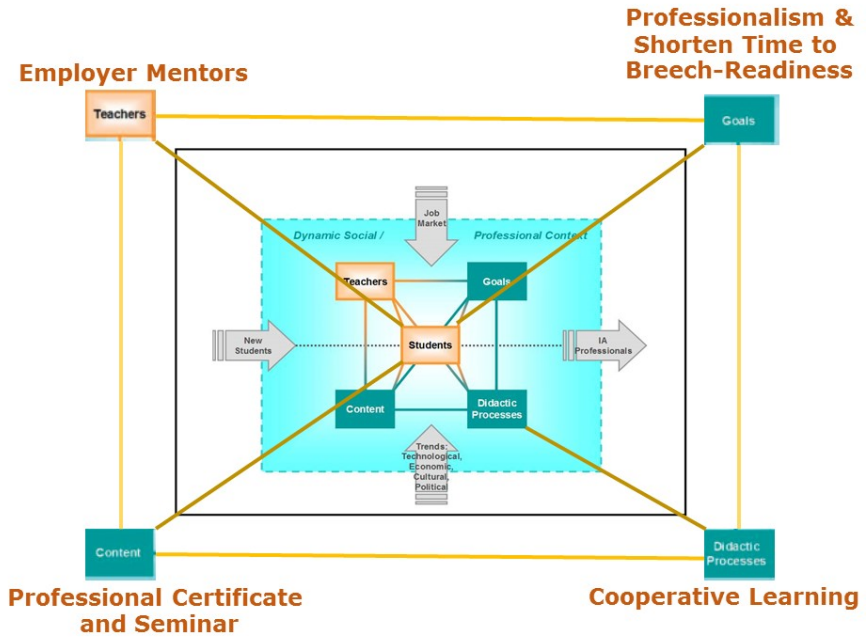 Professionalism &
Shorten Time to
Breech-Readiness
Employer Mentors
Teachers
Goals
Job
Market
Dynamic Social /
Professional Context
Teachers
Goals
New
Students
Students
IA
Professionals
Content
Didactic
Processes
Trends:
Technological,
Economic,
Cultural,
Political
Content
Didactic
Processes
Professional Certificate
and Seminar
Cooperative Learning